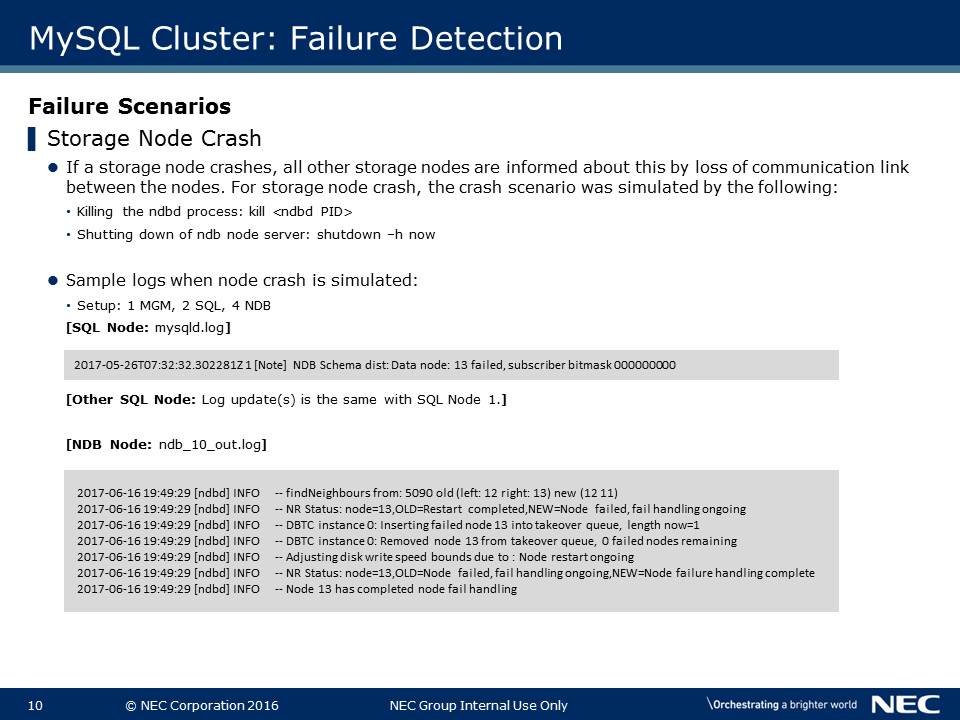 MySQL Cluster: Failure Detection
Failure Scenarios
Storage Node Crash
If a storage node crashes, all other storage nodes are informed about this by loss of communication link
between the nodes. For storage node crash, the crash scenario was simulated by the following:
• Killing the ndbd process: kill <ndbd PID>
• Shutting down of ndb node server: shutdown –h now
Sample logs when node crash is simulated:
• Setup: 1 MGM, 2 SQL, 4 NDB
[SQL Node: mysqld.log]
2017-05-26T07:32:32.302281Z 1 [Note] NDB Schema dist: Data node: 13 failed, subscriber bitmask 000000000
[Other SQL Node: Log update(s) is the same with SQL Node 1.]
[NDB Node: ndb_10_out.log]
2017-06-16 19:49:29 [ndbd] INFO -- findNeighbours from: 5090 old (left: 12 right: 13) new (12 11)
2017-06-16 19:49:29 [ndbd] INFO -- NR Status: node=13,OLD=Restart completed,NEW=Node failed, fail handling ongoing
2017-06-16 19:49:29 [ndbd] INFO -- DBTC instance 0: Inserting failed node 13 into takeover queue, length now=1
2017-06-16 19:49:29 [ndbd] INFO -- DBTC instance 0: Removed node 13 from takeover queue, 0 failed nodes remaining
2017-06-16 19:49:29 [ndbd] INFO -- Adjusting disk write speed bounds due to : Node restart ongoing
2017-06-16 19:49:29 [ndbd] INFO -- NR Status: node=13,OLD=Node failed, fail handling ongoing,NEW=Node failure handling complete
2017-06-16 19:49:29 [ndbd] INFO -- Node 13 has completed node fail handling
10 © NEC Corporation 2016 NEC Group Internal Use Only \Orchestrating a brighter world NEC